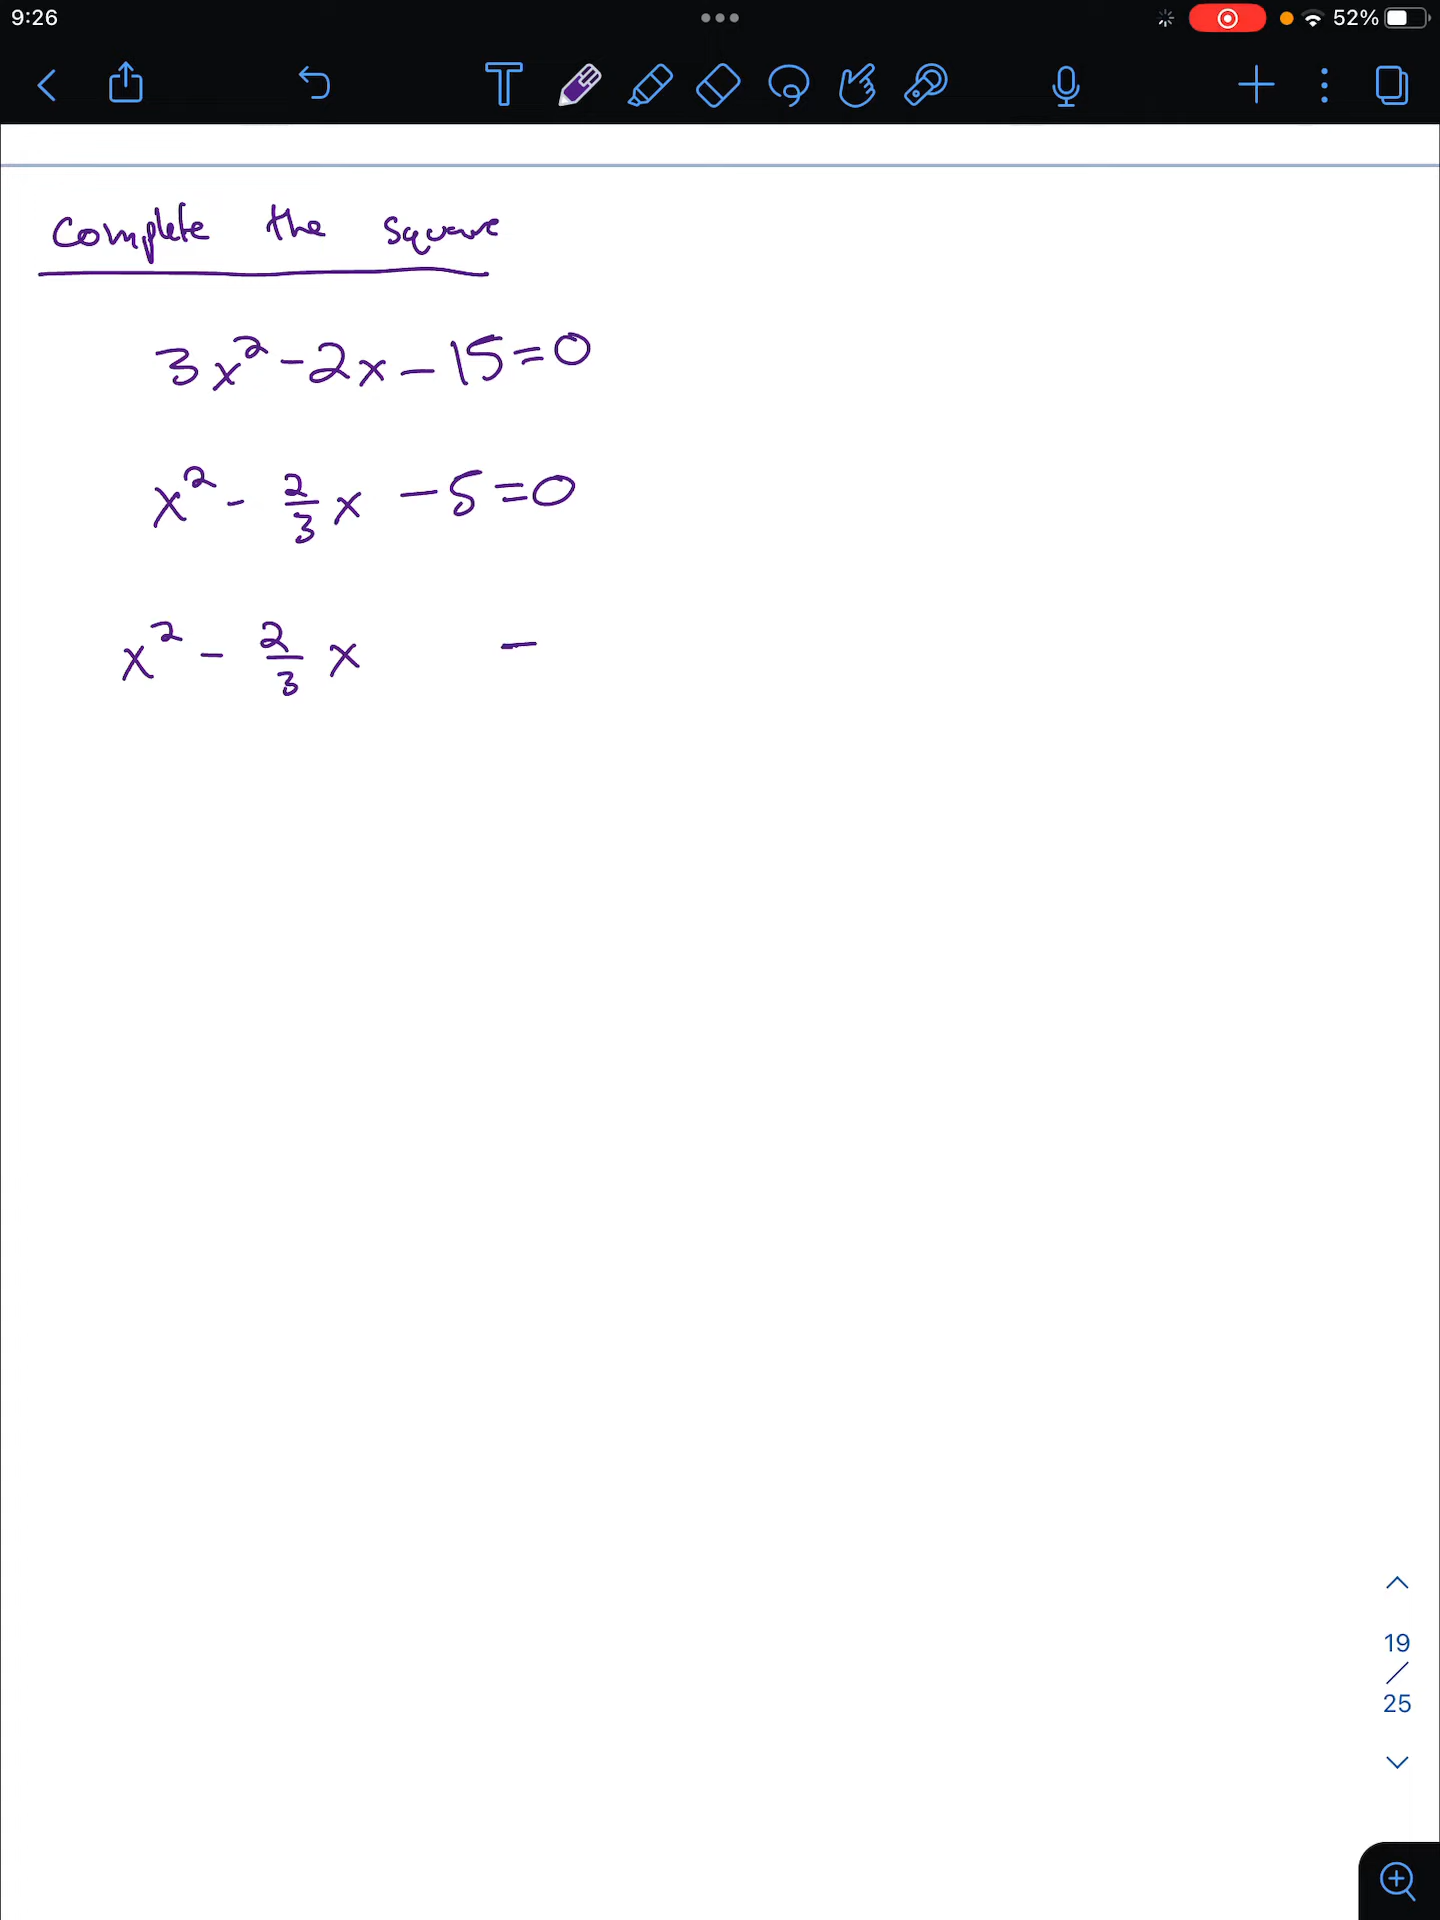 9:26
52%
T
Complete the square
3x² - 2x - 15 = 0
x² - 2/3 x - 5 = 0
x² - 2/3 x -
19
/
25